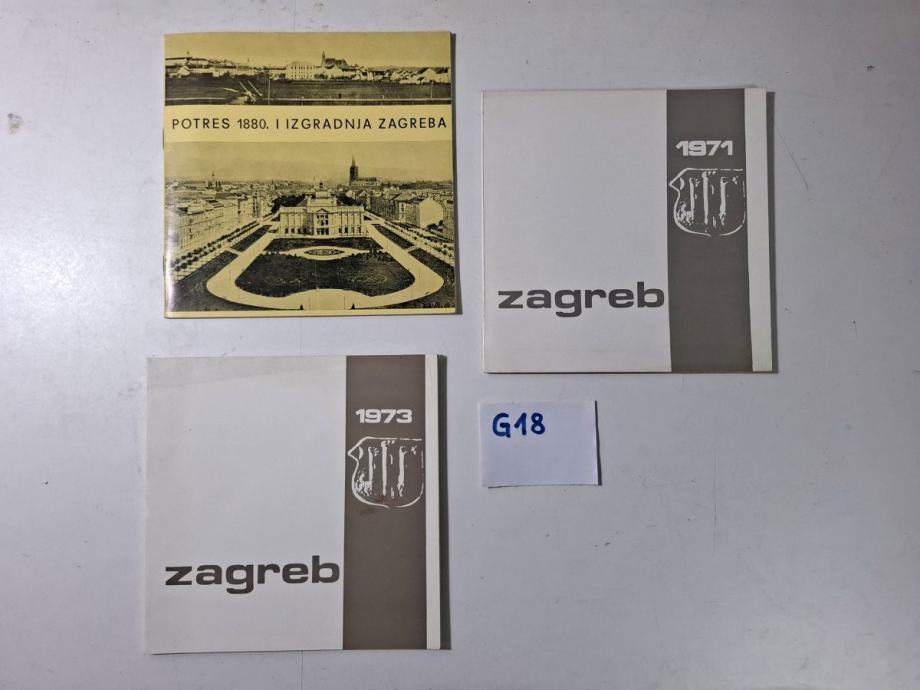 POTRES 1880. I IZGRADNJA ZAGREBA
1971
zagreb
1973
zagreb
G18